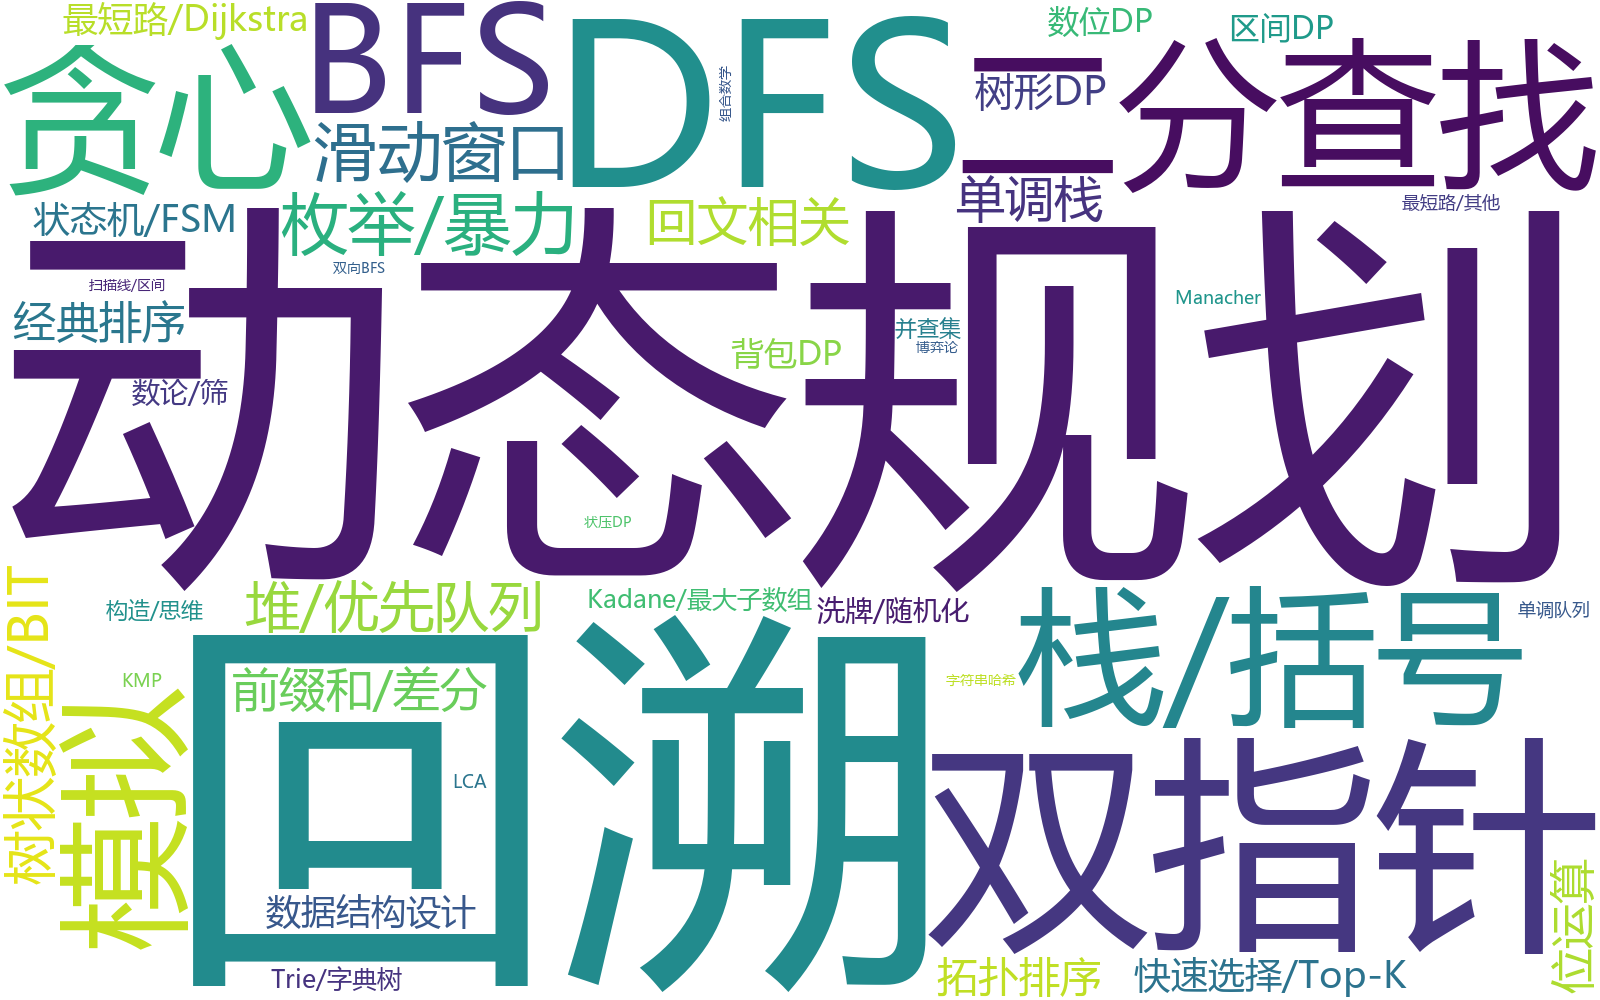 最短路/Dijkstra
BFS
DFS
数位DP
区间DP
贪心
组合数学
二分查找
树形DP
滑动窗口
单调栈
枚举/暴力
回文相关
最短路/其他
状态机/FSM
动态规划
双向BFS
扫描线/区间
Manacher
经典排序
并查集
博弈论
背包DP
数论/筛
状压DP
树状数组/BIT
构造/思维
堆/优先队列
Kadane/最大子数组
洗牌/随机化
栈/括号
单调队列
回溯
KMP
前缀和/差分
字符串哈希
模拟
双指针
LCA
数据结构设计
位运算
Trie/字典树
拓扑排序
快速选择/Top-K